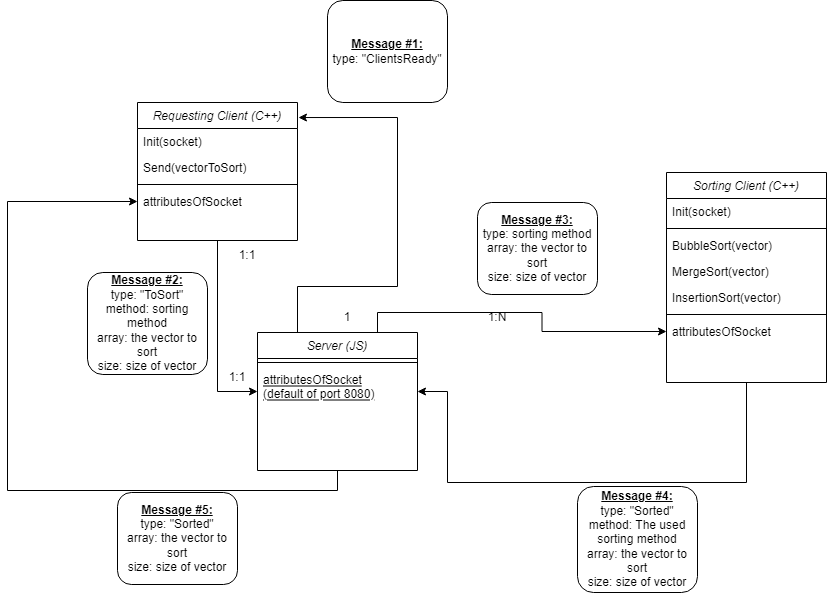 Message #1:
type: "ClientsReady"
Requesting Client (C++)
Init(socket)
Send(vectorToSort)
attributesOfSocket
1:1
Message #2:
type: "ToSort"
method: sorting
method
array: the vector to
sort
size: size of vector
1:1
Message #3:
type: sorting method
array: the vector to
sort
size: size of vector
Sorting Client (C++)
Init(socket)
BubbleSort(vector)
MergeSort(vector)
InsertionSort(vector)
attributesOfSocket
1
1:N
Server (JS)
attributesOfSocket
(default of port 8080)
Message #5:
type: "Sorted"
array: the vector to
sort
size: size of vector
Message #4:
type: "Sorted"
method: The used
sorting method
array: the vector to
sort
size: size of vector